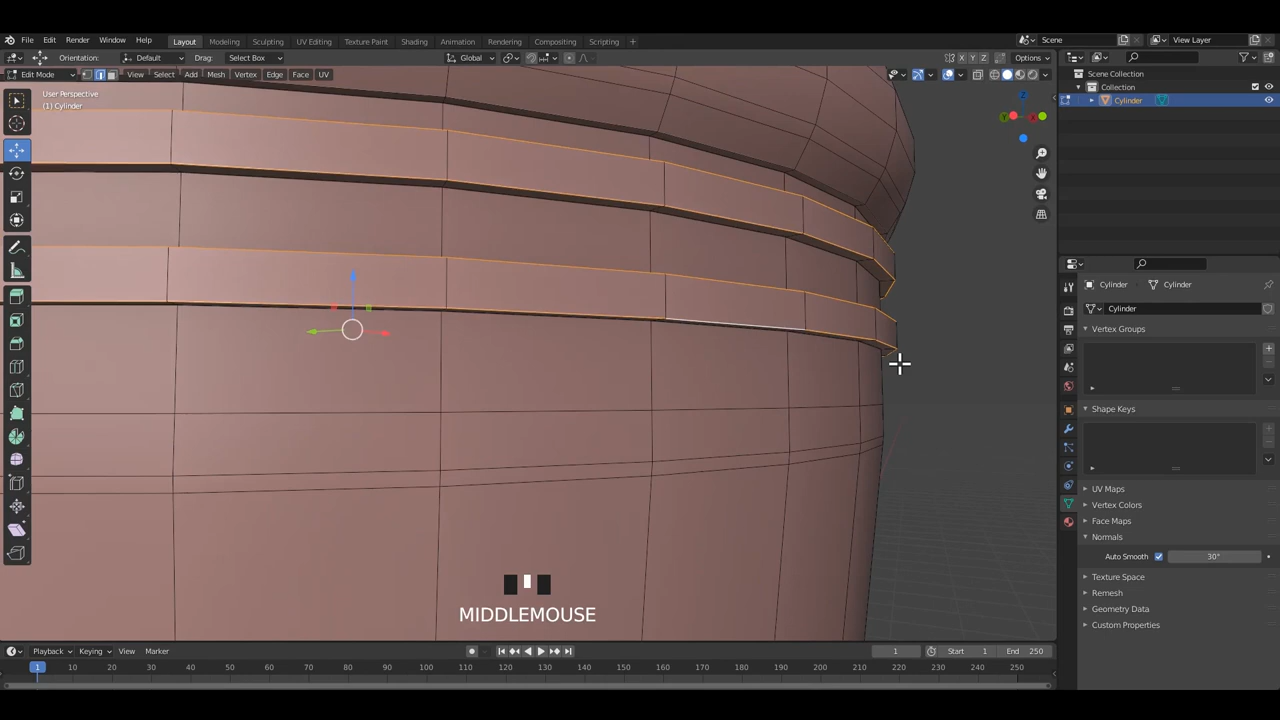 File Edit Render Window Help Layout Modeling Sculpting UV Editing Texture Paint Shading Animation Rendering Compositing Scripting + Scene View Layer
Orientation: Default Drag: Select Box Global X Y Z Options
Edit Mode View Select Add Mesh Vertex Edge Face UV
Scene Collection
Collection
Cylinder
User Perspective
(1) Cylinder
Z
Y X
Cylinder Cylinder
Cylinder
Vertex Groups
Shape Keys
UV Maps
Vertex Colors
Face Maps
Normals
Auto Smooth 30°
Texture Space
Remesh
Geometry Data
Custom Properties
MIDDLEMOUSE
Playback Keying View Marker 1 Start 1 End 250
1 10 20 30 40 50 60 70 80 90 100 110 120 130 140 150 160 170 180 190 200 210 220 230 240 250